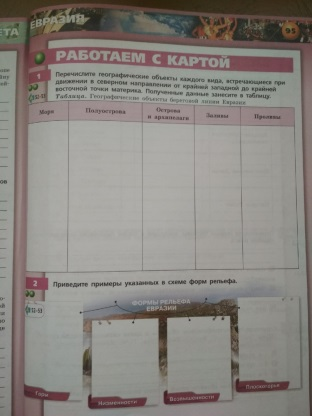 ЕВРАЗИЯ
95
РАБОТАЕМ С КАРТОЙ
1
Перечислите географические объекты каждого вида, встречающиеся при
движении в северном направлении от крайней западной до крайней
восточной точки материка. Полученные данные занесите в таблицу.
Таблица. Географические объекты береговой линии Евразии
Моря Полуострова Острова и архипелаги Заливы Проливы
2
Приведите примеры указанных в схеме форм рельефа.
ФОРМЫ РЕЛЬЕФА
ЕВРАЗИИ
Горы
Низменности
Возвышенности
Плоскогорья